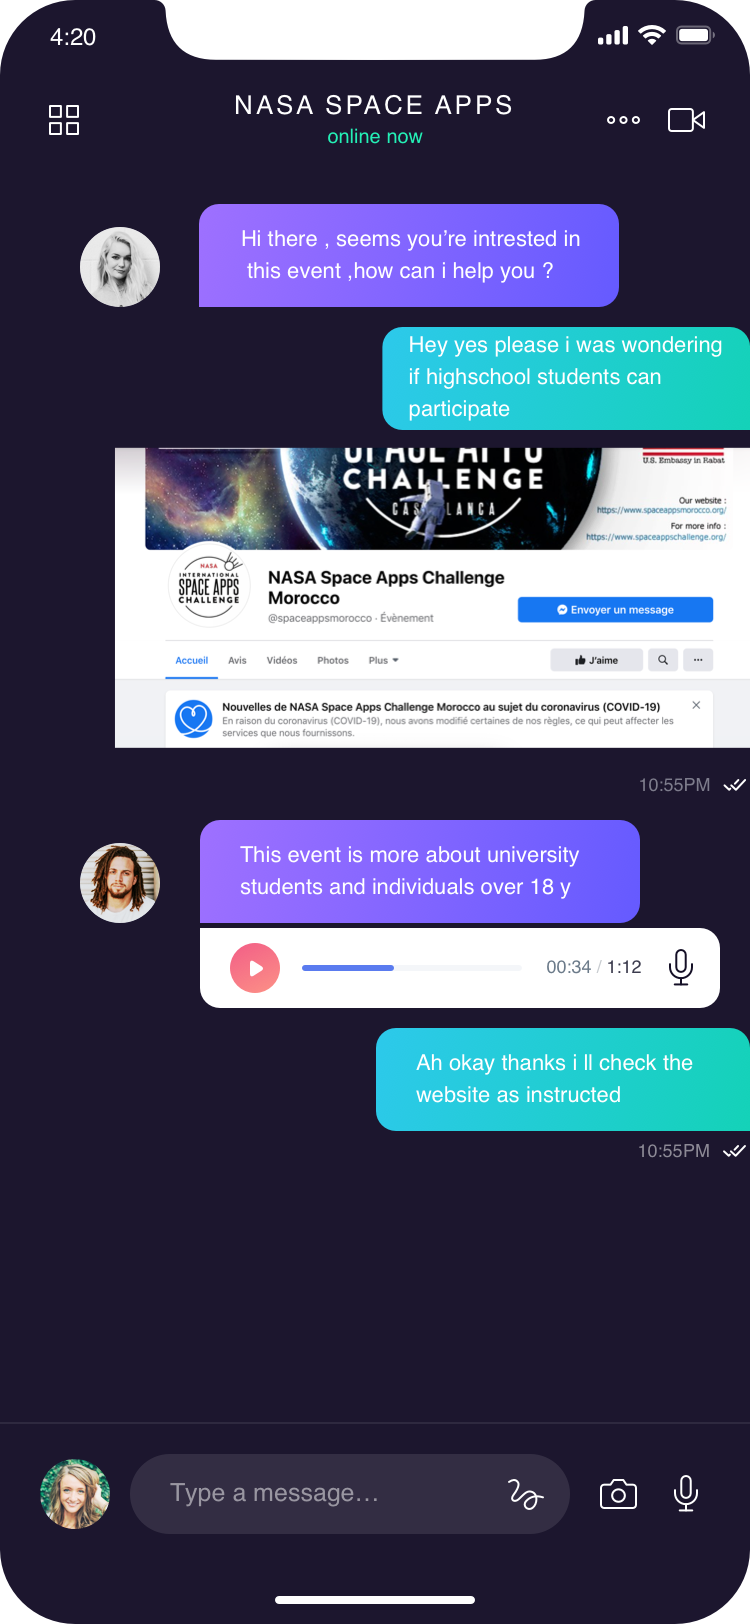 4:20
NASA SPACE APPS
online now
Hi there , seems you’re intrested in
this event ,how can i help you ?
Hey yes please i was wondering
if highschool students can
participate
SPACE APPS
CHALLENGE
CASABLANCA
U.S. Embassy in Rabat
Our website :
https://www.spaceappsmorocco.org/
For more info :
https://www.spaceappschallenge.org/
NASA
INTERNATIONAL
SPACE APPS
CHALLENGE
NASA Space Apps Challenge
Morocco
@spaceappsmorocco · Évènement
Envoyer un message
Accueil Avis Vidéos Photos Plus J'aime ···
Nouvelles de NASA Space Apps Challenge Morocco au sujet du coronavirus (COVID-19)
En raison du coronavirus (COVID-19), nous avons modifié certaines de nos règles, ce qui peut affecter les
services que nous fournissons.
10:55PM
This event is more about university
students and individuals over 18 y
00:34 / 1:12
Ah okay thanks i ll check the
website as instructed
10:55PM
Type a message...